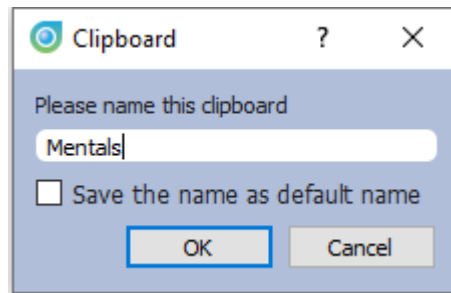 Clipboard ?
Please name this clipboard
Mentals
Save the name as default name
OK Cancel